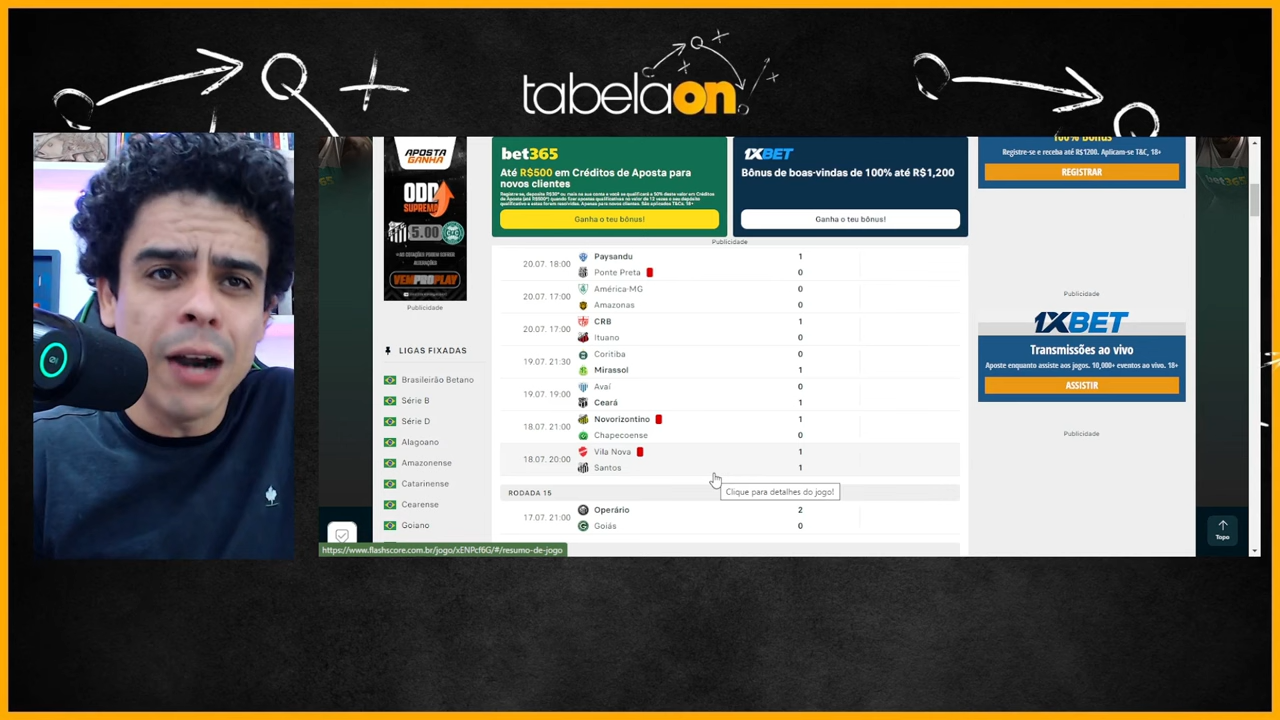 tabelaon
APOSTA
GANHA
ODD
SUPREMA
5.00
VEMPROPLAY
Publicidade
LIGAS FIXADAS
Brasileirão Betano
Série B
Série D
Alagoano
Amazonense
Catarinense
Cearense
Goiano
bet365
Até R$500 em Créditos de Aposta para
novos clientes
Ganha o teu bônus!
1XBET
Bônus de boas-vindas de 100% até R$1,200
Ganha o teu bônus!
Publicidade
20.07. 18:00
Paysandu 1
Ponte Preta 0
20.07. 17:00
América-MG 0
Amazonas 0
20.07. 17:00
CRB 1
Ituano 0
19.07. 21:30
Coritiba 0
Mirassol 1
19.07. 19:00
Avaí 0
Ceará 1
18.07. 21:00
Novorizontino 1
Chapecoense 0
18.07. 20:00
Vila Nova 1
Santos 1
Clique para detalhes do jogo!
RODADA 15
17.07. 21:00
Operário 2
Goiás 0
https://www.flashscore.com.br/jogo/xENPcf6G/#/resumo-de-jogo
100% bônus
Registre-se e receba até R$1200. Aplicam-se T&C, 18+
REGISTRAR
Publicidade
1XBET
Transmissões ao vivo
Aposte enquanto assiste aos jogos. 10,000+ eventos ao vivo. 18+
ASSISTIR
Publicidade
Topo